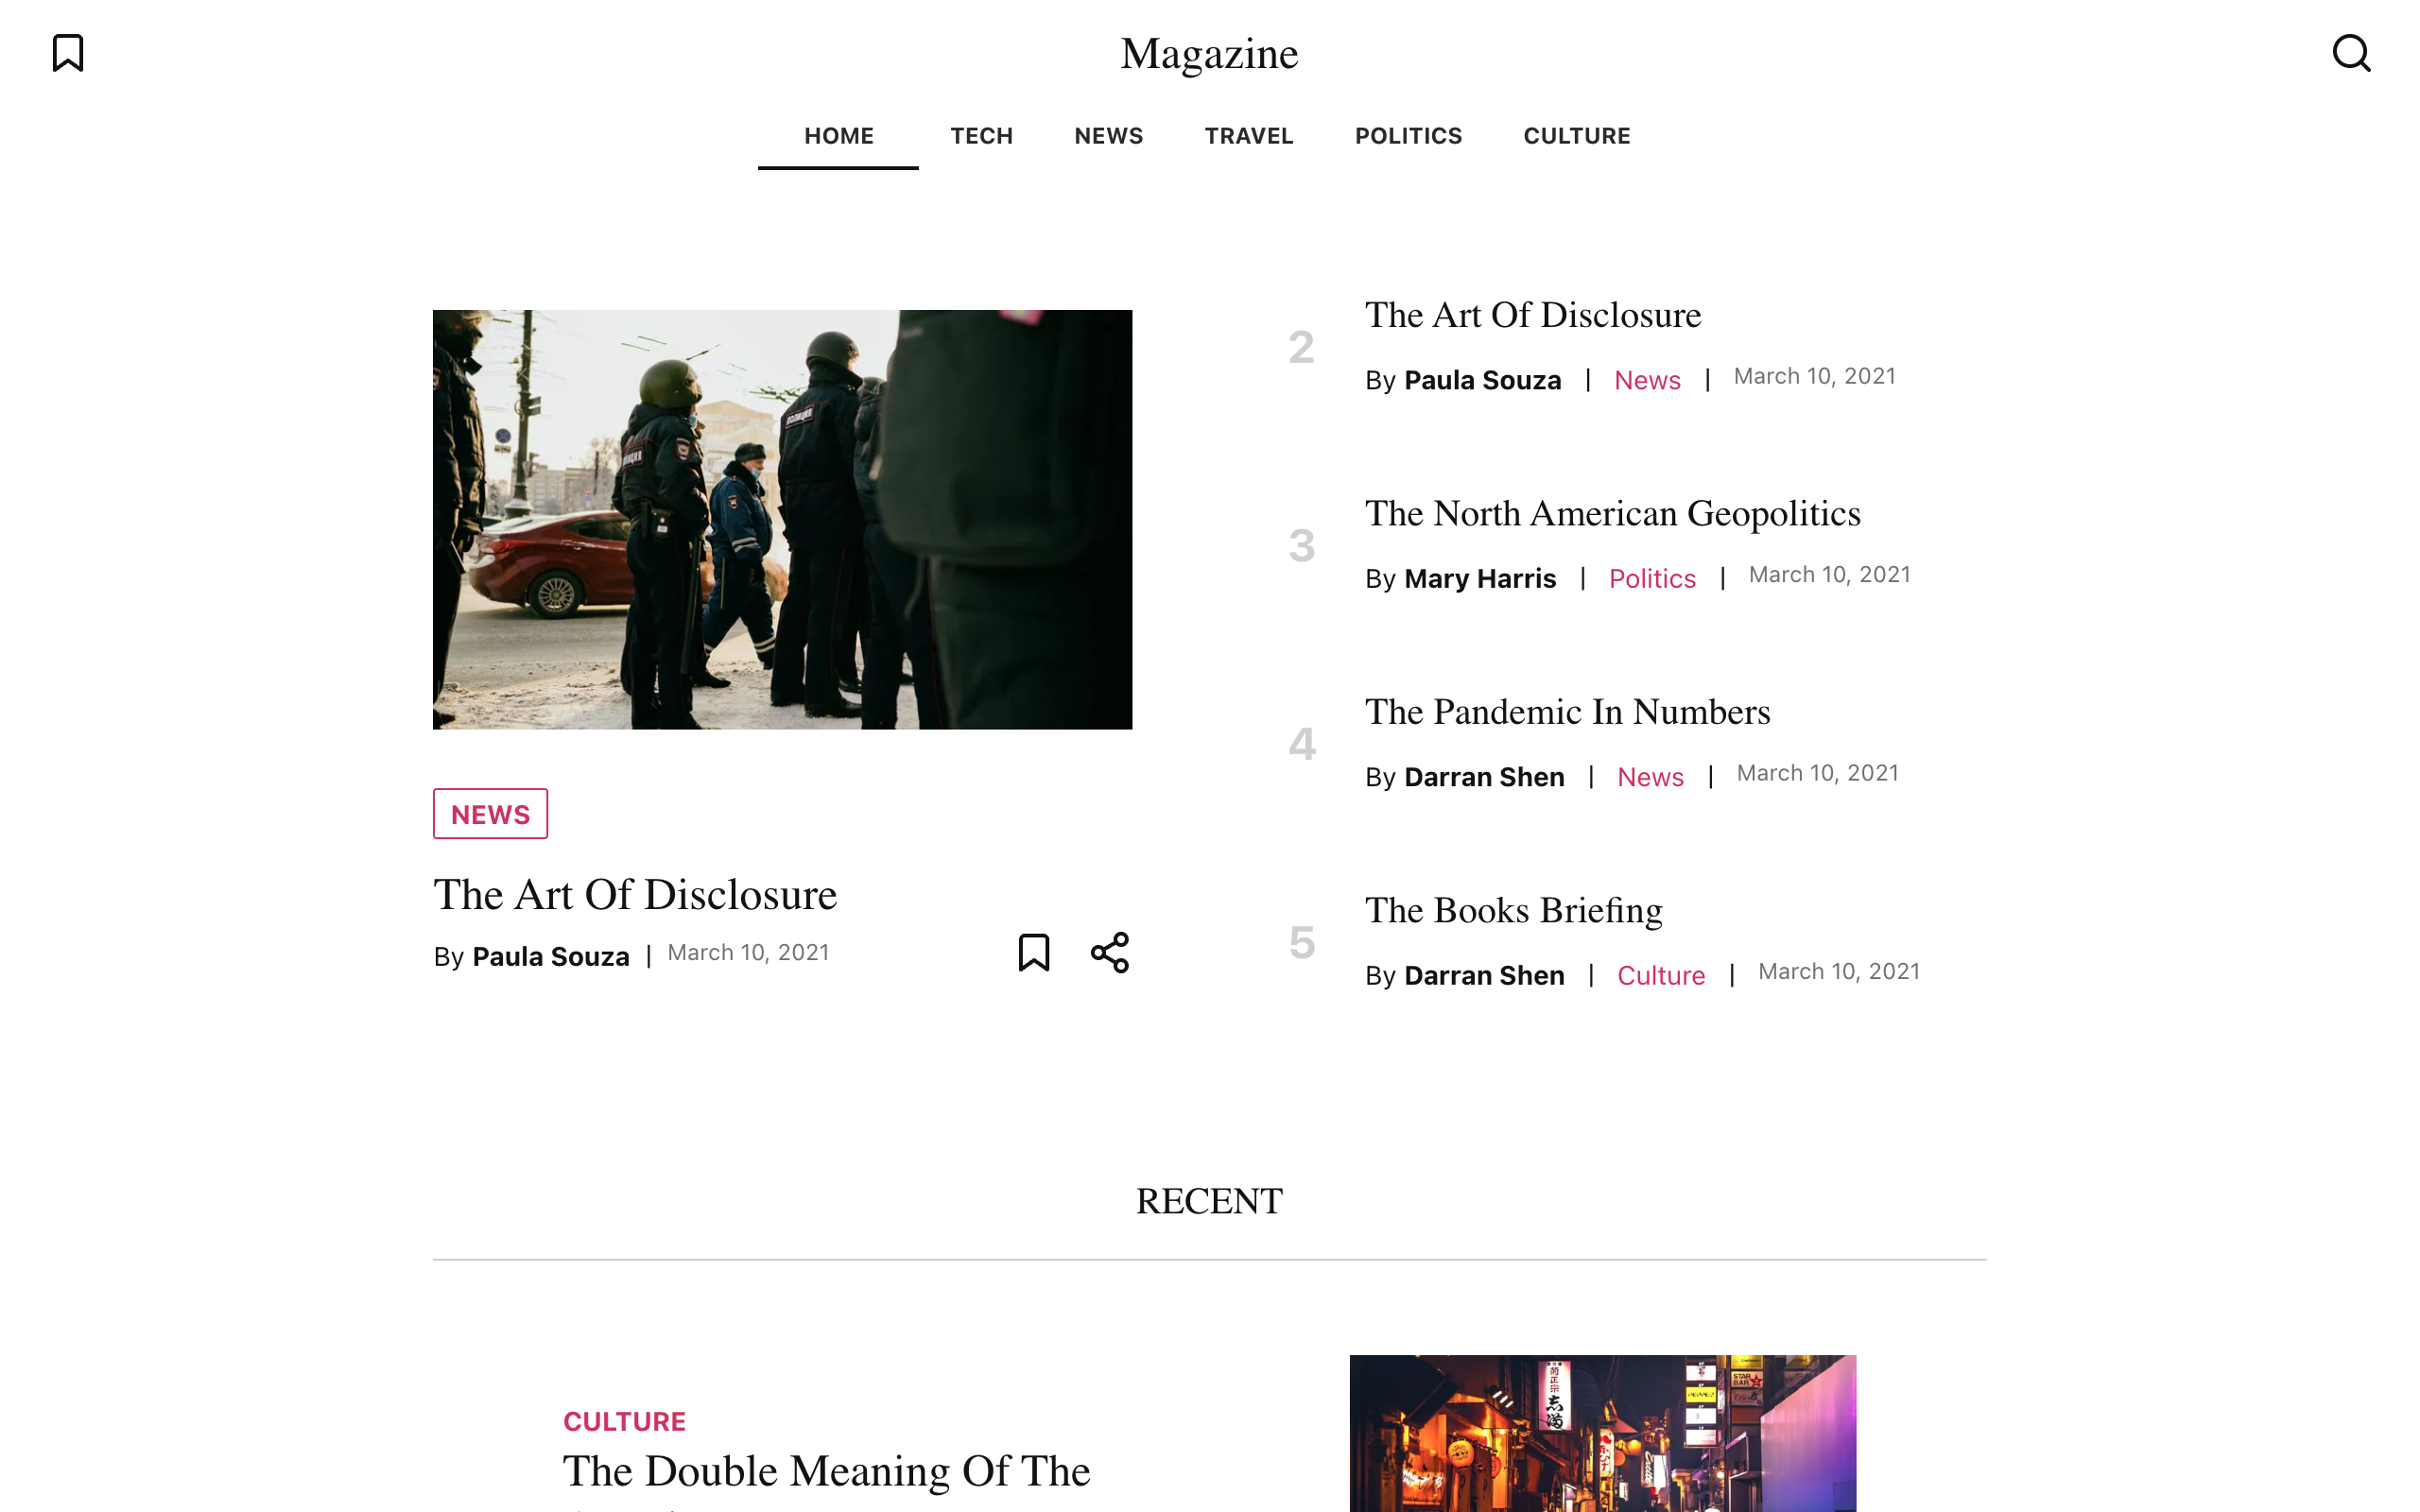 Magazine
HOME TECH NEWS TRAVEL POLITICS CULTURE
ПОЛИЦИЯ
NEWS
The Art Of Disclosure
By Paula Souza | March 10, 2021
2
The Art Of Disclosure
By Paula Souza | News | March 10, 2021
3
The North American Geopolitics
By Mary Harris | Politics | March 10, 2021
4
The Pandemic In Numbers
By Darran Shen | News | March 10, 2021
5
The Books Briefing
By Darran Shen | Culture | March 10, 2021
RECENT
CULTURE
The Double Meaning Of The
STAR
BAR